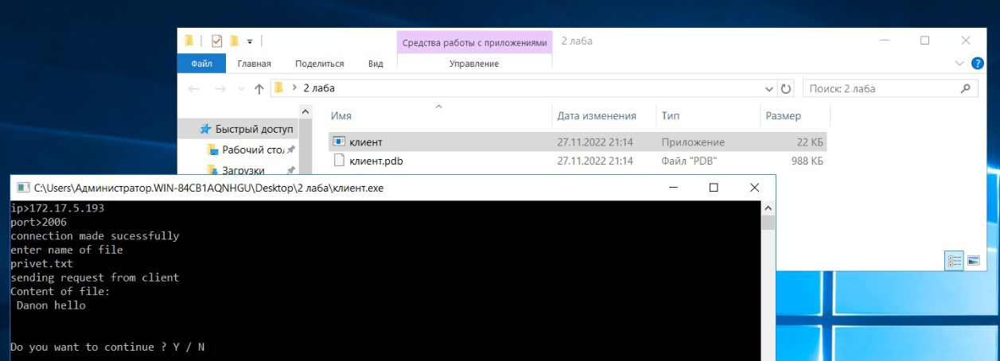 Средства работы с приложениями
2 лаба
Файл
Главная
Поделиться
Вид
Управление
2 лаба
Поиск: 2 лаба
Имя
Дата изменения
Тип
Размер
Быстрый доступ
клиент
27.11.2022 21:14
Приложение
22 КБ
Рабочий сто
клиент.pdb
27.11.2022 21:14
Файл "PDB"
988 КБ
Загрузки
C:\Users\Администратор.WIN-84CB1AQNHGU\Desktop\2 лаба\клиент.exe
ip>172.17.5.193
port>2006
connection made sucessfully
enter name of file
privet.txt
sending request from client
Content of file:
Danon hello
Do you want to continue ? Y / N